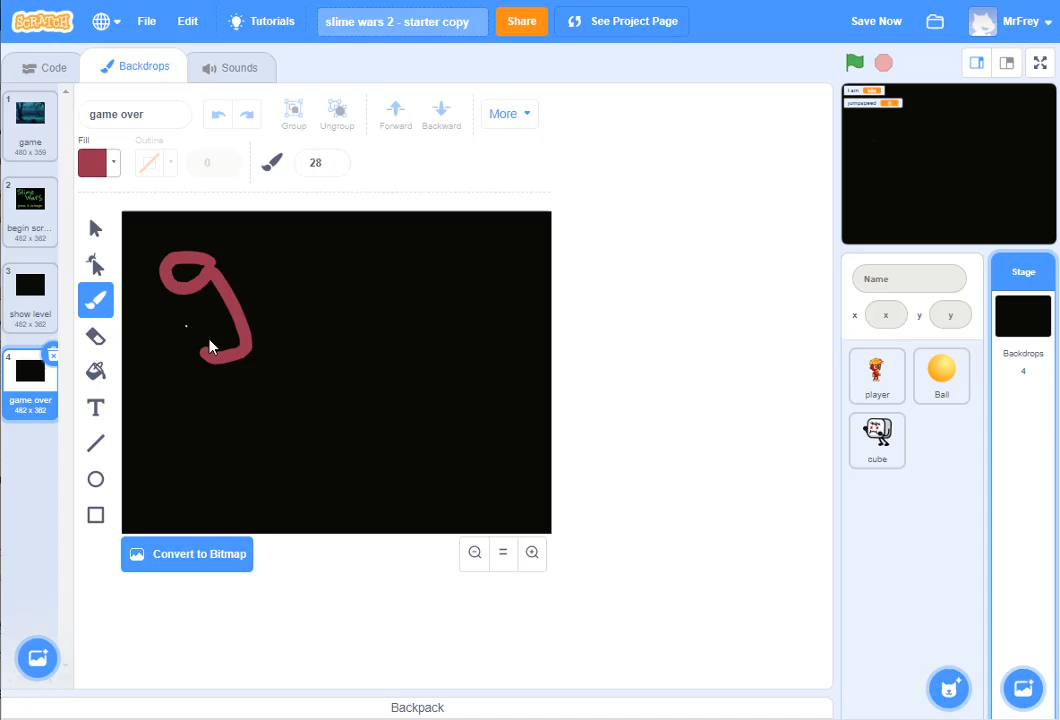 SCRATCH
File
Edit
Tutorials
slime wars 2 - starter copy
Share
See Project Page
Save Now
MrFrey
Code
Backdrops
Sounds
1
game
480 x 359
2
Slime Wars
begin scr...
482 x 362
3
show level
482 x 362
4
game over
482 x 362
game over
Group
Ungroup
Forward
Backward
More
Fill
Outline
0
28
g
Convert to Bitmap
I am
jumpspeed
Name
x
x
y
y
player
Ball
cube
Stage
Backdrops
4
Backpack